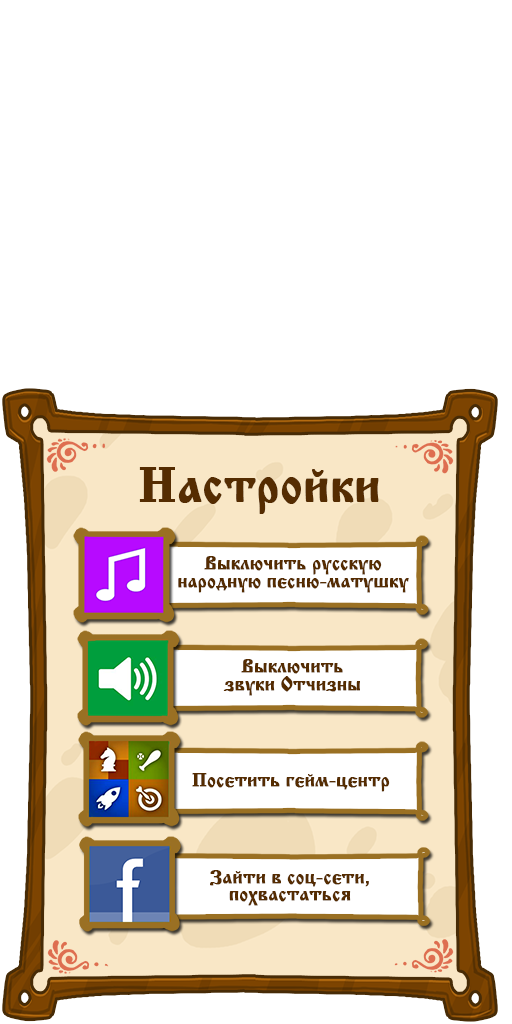 Настройки
Выключить русскую
народную песню-матушку
Выключить
звуки Отчизны
Посетить гейм-центр
Зайти в соц-сети,
похвастаться
f